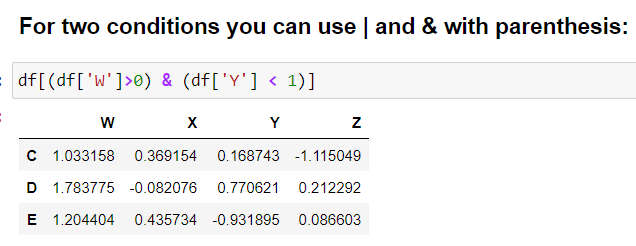 For two conditions you can use | and & with parenthesis:
df[(df['W']>0) & (df['Y'] < 1)]
W X Y Z
C 1.033158 0.369154 0.168743 -1.115049
D 1.783775 -0.082076 0.770621 0.212292
E 1.204404 0.435734 -0.931895 0.086603